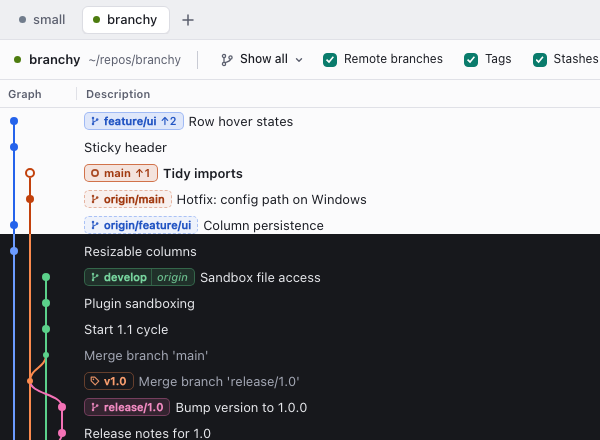 small branchy +
branchy ~/repos/branchy Show all Remote branches Tags Stashes
Graph Description
feature/ui ↑2 Row hover states
Sticky header
main ↑1 Tidy imports
origin/main Hotfix: config path on Windows
origin/feature/ui Column persistence
Resizable columns
develop origin Sandbox file access
Plugin sandboxing
Start 1.1 cycle
Merge branch 'main'
v1.0 Merge branch 'release/1.0'
release/1.0 Bump version to 1.0.0
Release notes for 1.0